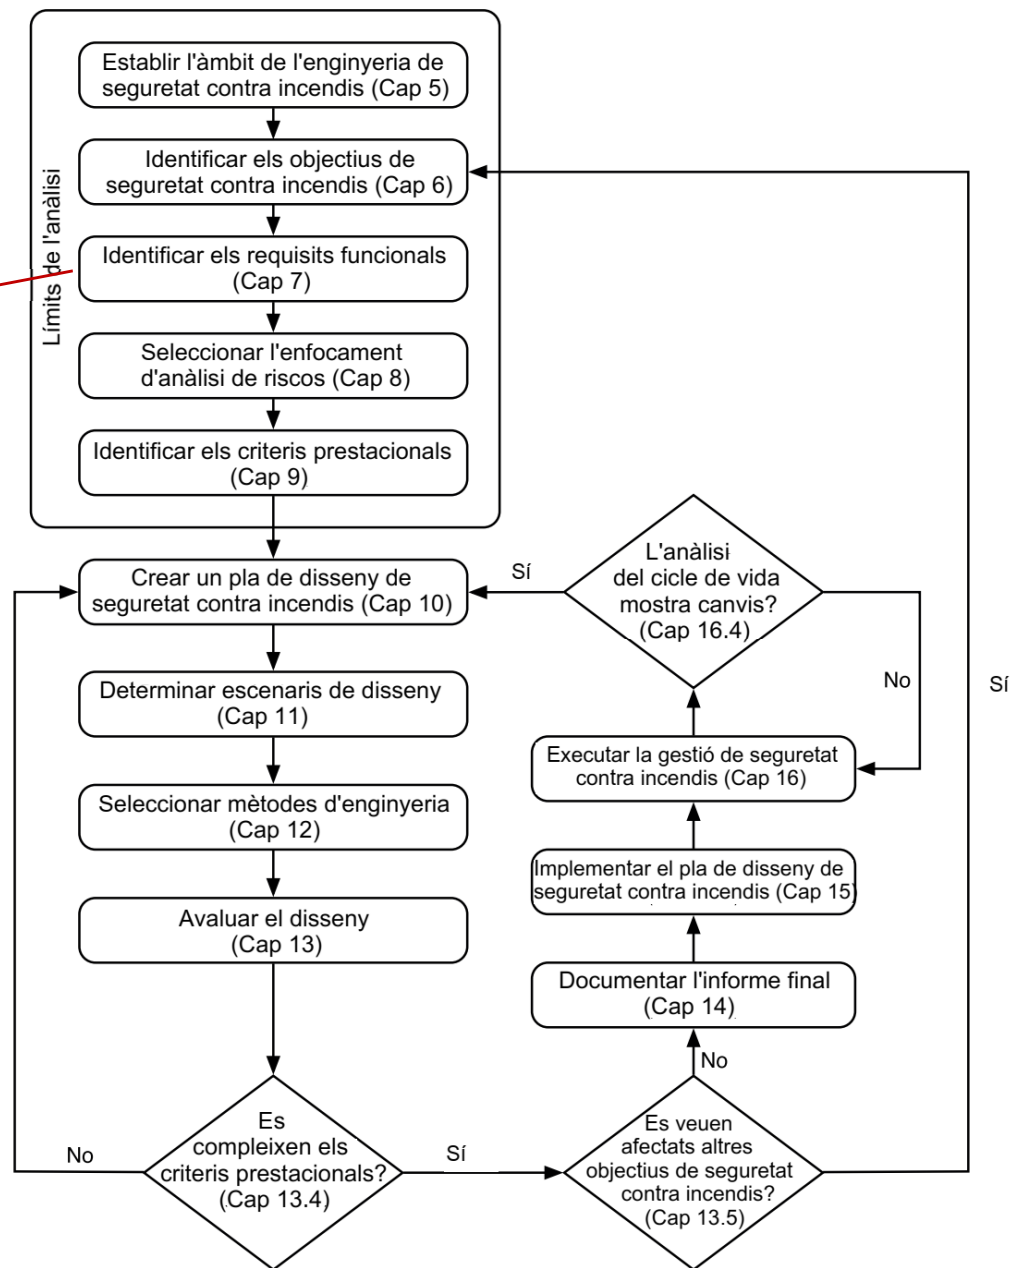 Establir l'àmbit de l'enginyeria de
seguretat contra incendis (Cap 5)
Identificar els objectius de
seguretat contra incendis (Cap 6)
Límits de l'anàlisi
Identificar els requisits funcionals
(Cap 7)
Seleccionar l'enfocament
d'anàlisi de riscos (Cap 8)
Identificar els criteris prestacionals
(Cap 9)
Crear un pla de disseny de
seguretat contra incendis (Cap 10)
Sí
L'anàlisi
del cicle de vida
mostra canvis?
(Cap 16.4)
No
Sí
Determinar escenaris de disseny
(Cap 11)
Executar la gestió de seguretat
contra incendis (Cap 16)
Seleccionar mètodes d'enginyeria
(Cap 12)
Implementar el pla de disseny de
seguretat contra incendis (Cap 15)
Avaluar el disseny
(Cap 13)
Documentar l'informe final
(Cap 14)
No
Es
compleixen els
criteris prestacionals?
(Cap 13.4)
No
Sí
Es veuen
afectats altres
objectius de seguretat
contra incendis?
(Cap 13.5)